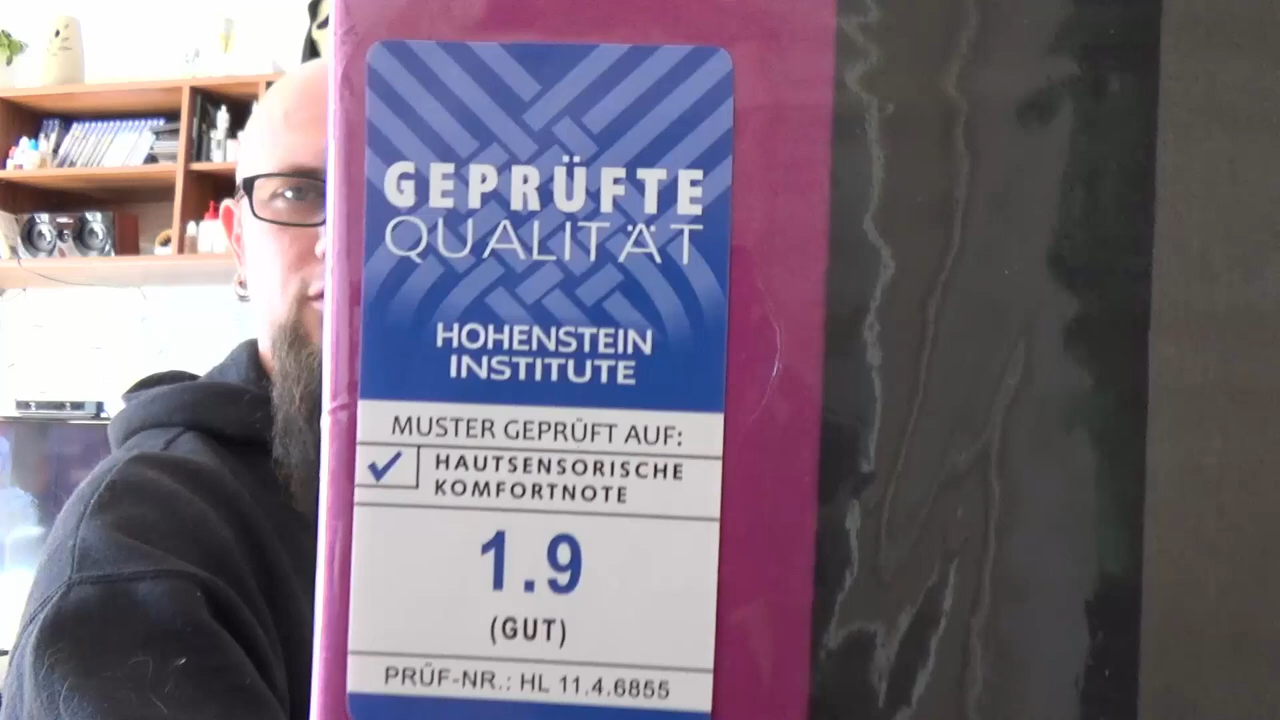 GEPRÜFTE
QUALITÄT
HOHENSTEIN
INSTITUTE
MUSTER GEPRÜFT AUF:
HAUTSENSORISCHE
KOMFORTNOTE
1.9
(GUT)
PRÜF-NR.: HL 11.4.6855